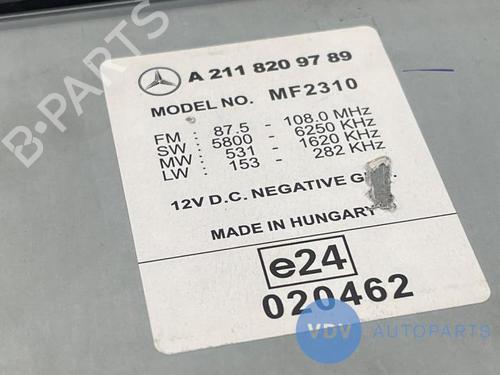 A 211 820 97 89
MODEL NO. MF2310
FM : 87.5 - 108.0 MHz
SW : 5800 - 6250 KHz
MW : 531 - 1620 KHz
LW : 153 - 282 KHz
12V D.C. NEGATIVE
MADE IN HUNGARY
e24
020462
VDV AUTOPARTS